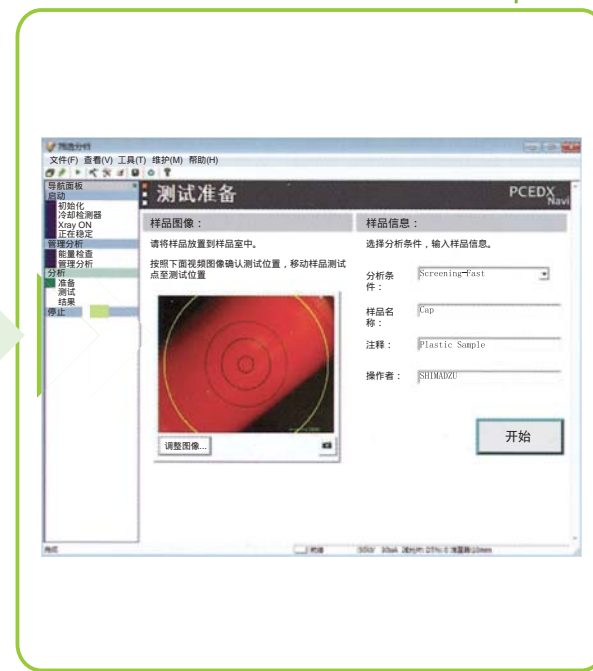 筛选分析
文件(F) 查看(V) 工具(T) 维护(M) 帮助(H)
导航面板
启动
初始化
冷却检测器
Xray ON
正在稳定
管理分析
能量检查
管理分析
分析
准备
测试
结果
停止
测试准备
PCEDX
Navi
样品图像：
请将样品放置到样品室中。
按照下面视频图像确认测试位置，移动样品测试
点至测试位置
调整图像...
样品信息：
选择分析条件，输入样品信息。
分析条
件：
Screening-Fast
样品名
称：
Cap
注释：
Plastic Sample
操作者：
SHIMADZU
开始
完成